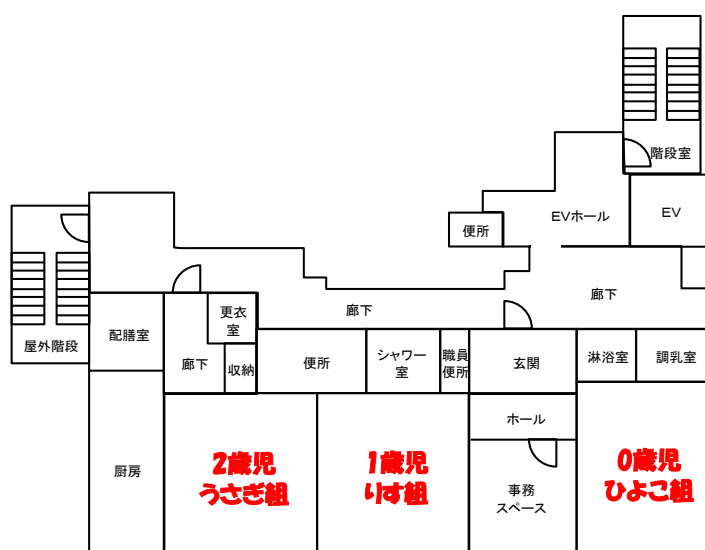 階段室
EVホール
EV
便所
廊下
廊下
更衣
室
配膳室
屋外階段
廊下
収納
便所
シャワー
室
職員
便所
玄関
淋浴室
調乳室
ホール
厨房
2歳児
うさぎ組
1歳児
りす組
事務
スペース
0歳児
ひよこ組